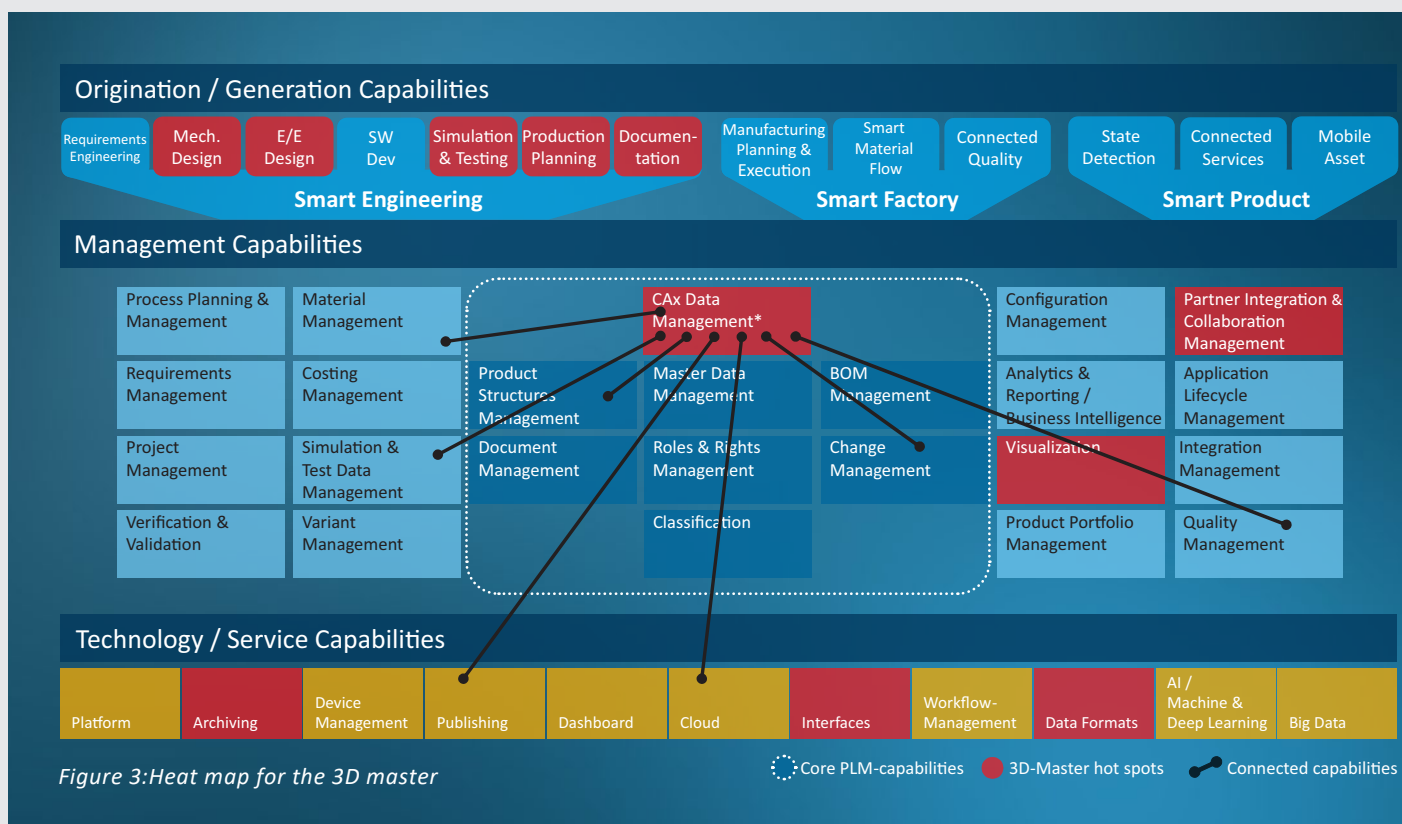 Origination / Generation Capabilities
Requirements
Engineering
Mech.
Design
E/E
Design
SW
Dev
Simulation
& Testing
Production
Planning
Documen-
tation
Manufacturing
Planning &
Execution
Smart
Material
Flow
Connected
Quality
State
Detection
Connected
Services
Mobile
Asset
Smart Engineering
Smart Factory
Smart Product
Management Capabilities
Process Planning &
Management
Material
Management
CAx Data
Management*
Configuration
Management
Partner Integration &
Collaboration
Management
Requirements
Management
Costing
Management
Product
Structures
Management
Master Data
Management
BOM
Management
Analytics &
Reporting /
Business Intelligence
Application
Lifecycle
Management
Project
Management
Simulation &
Test Data
Management
Document
Management
Roles & Rights
Management
Change
Management
Visualization
Integration
Management
Verification &
Validation
Variant
Management
Classification
Product Portfolio
Management
Quality
Management
Technology / Service Capabilities
Platform
Archiving
Device
Management
Publishing
Dashboard
Cloud
Interfaces
Workflow-
Management
Data Formats
AI /
Machine &
Deep Learning
Big Data
Figure 3:Heat map for the 3D master
Core PLM-capabilities
3D-Master hot spots
Connected capabilities